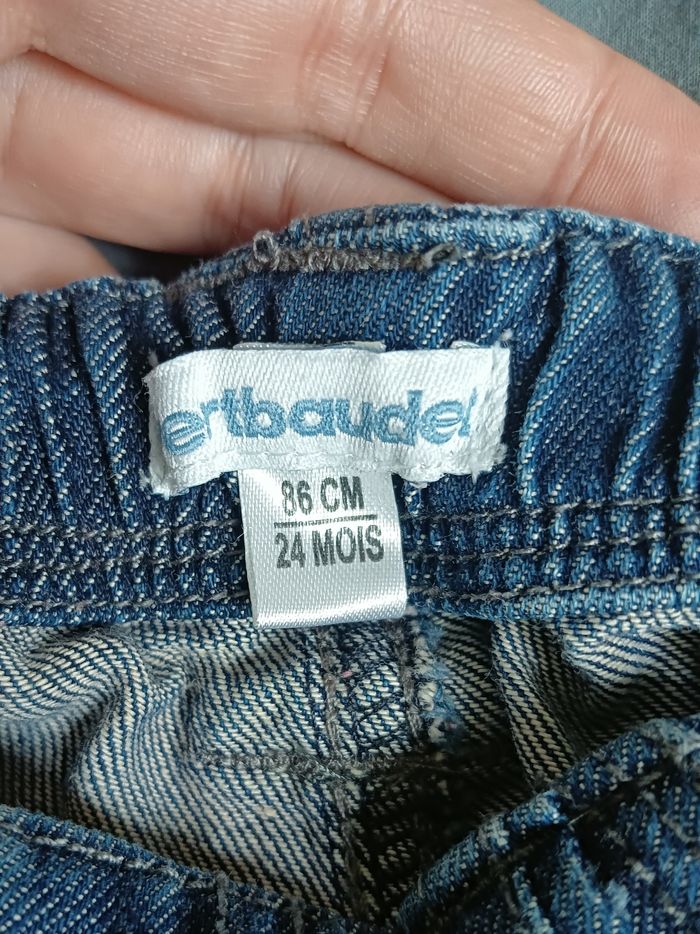 ertbaudet
86 CM
24 MOIS